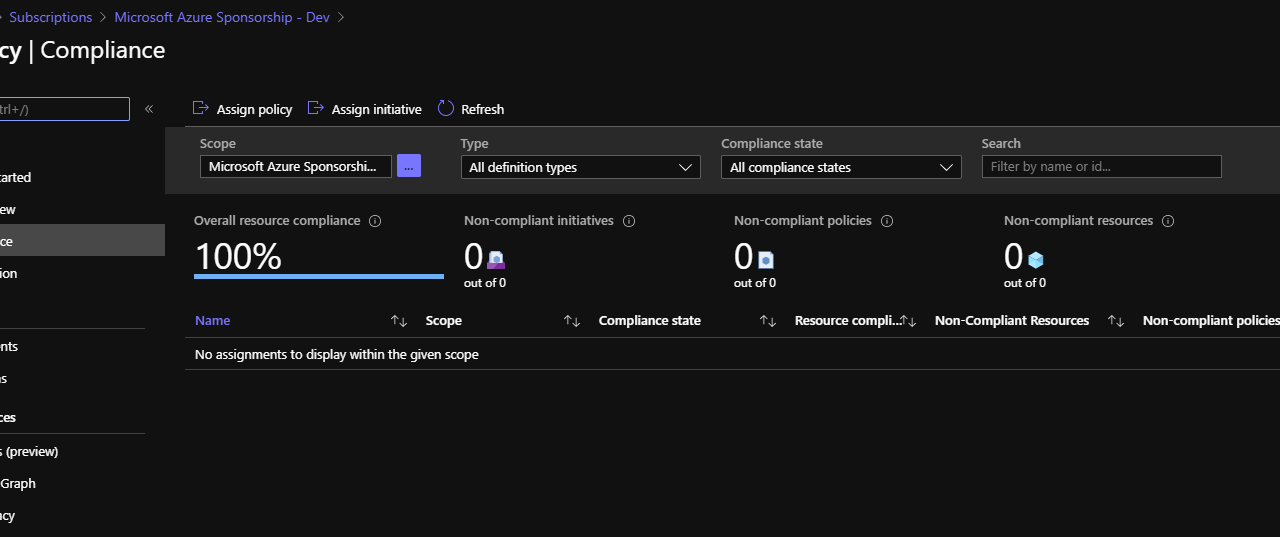 Subscriptions > Microsoft Azure Sponsorship - Dev >
cy | Compliance
trl+/)
«
Assign policy Assign initiative Refresh
Scope Type Compliance state Search
Microsoft Azure Sponsorshi... ... All definition types All compliance states Filter by name or id...
tarted
ew
ce
ion
nts
ns
ces
s (preview)
Graph
acy
Overall resource compliance Non-compliant initiatives Non-compliant policies Non-compliant resources
100% 0 0 0
out of 0 out of 0 out of 0
Name Scope Compliance state Resource compli... Non-Compliant Resources Non-compliant policies
No assignments to display within the given scope